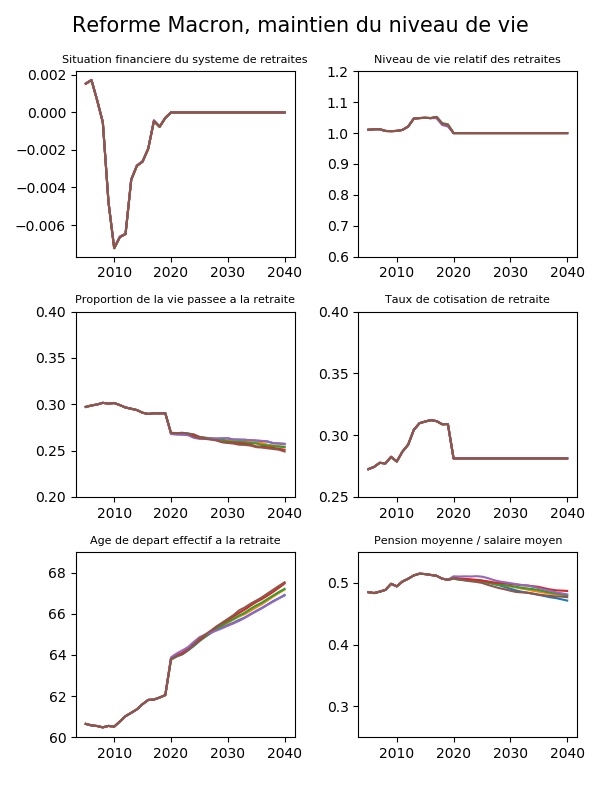 Reforme Macron, maintien du niveau de vie
Situation financiere du systeme de retraites
0.002
0.000
−0.002
−0.004
−0.006
2010 2020 2030 2040
Niveau de vie relatif des retraites
1.2
1.1
1.0
0.9
0.8
0.7
0.6
2010 2020 2030 2040
Proportion de la vie passee a la retraite
0.40
0.35
0.30
0.25
0.20
2010 2020 2030 2040
Taux de cotisation de retraite
0.40
0.35
0.30
0.25
2010 2020 2030 2040
Age de depart effectif a la retraite
68
66
64
62
60
2010 2020 2030 2040
Pension moyenne / salaire moyen
0.5
0.4
0.3
2010 2020 2030 2040